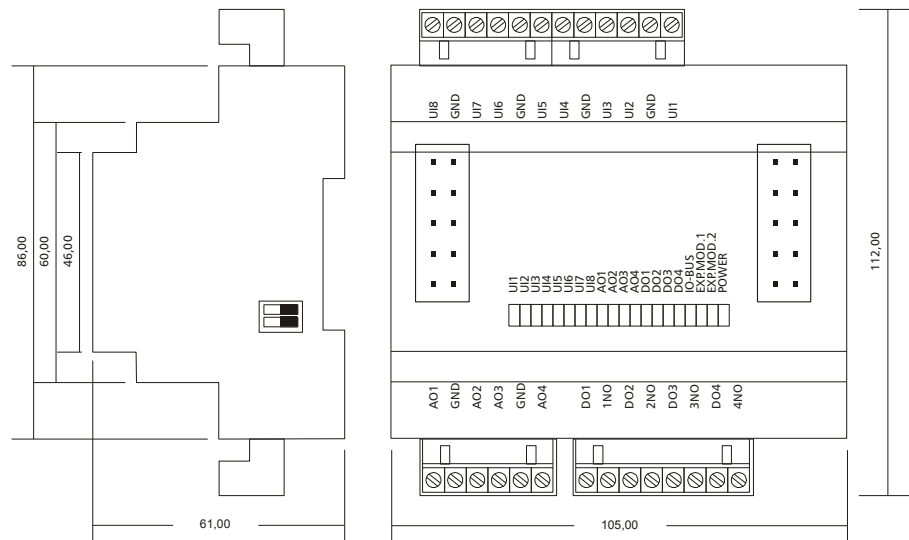 UI8
GND
UI7
UI6
GND
UI5
UI4
GND
UI3
UI2
GND
UI1
86,00
60,00
46,00
112,00
UI1
UI2
UI3
UI4
UI5
UI6
UI7
UI8
AO1
AO2
AO3
AO4
DO1
DO2
DO3
DO4
IO-BUS
EXP.MOD.1
EXP.MOD.2
POWER
AO1
GND
AO2
AO3
GND
AO4
DO1
1NO
DO2
2NO
DO3
3NO
DO4
4NO
61,00
105,00